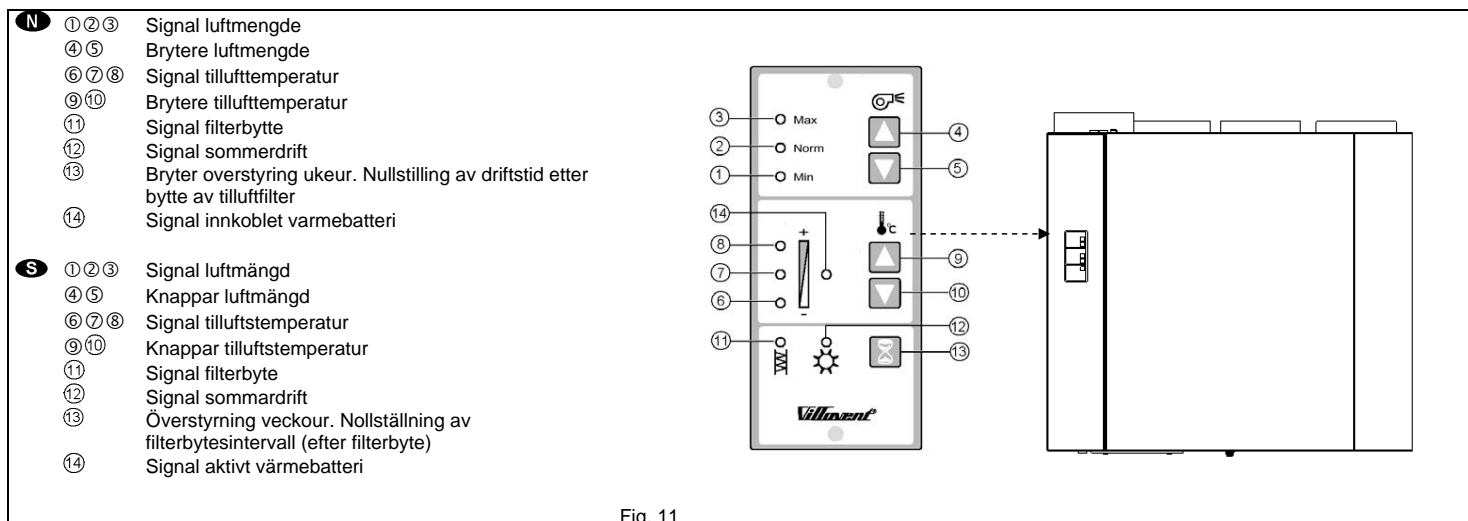 N ①②③ Signal luftmengde
④⑤ Brytere luftmengde
⑥⑦⑧ Signal tillufttemperatur
⑨⑩ Brytere tillufttemperatur
⑪ Signal filterbytte
⑫ Signal sommerdrift
⑬ Bryter overstyring ukeur. Nullstilling av driftstid etter
bytte av tilluftfilter
⑭ Signal innkoblet varmebatteri
S ①②③ Signal luftmängd
④⑤ Knappar luftmängd
⑥⑦⑧ Signal tilluftstemperatur
⑨⑩ Knappar tilluftstemperatur
⑪ Signal filterbyte
⑫ Signal sommardrift
⑬ Överstyrning veckour. Nollställning av
filterbytesintervall (efter filterbyte)
⑭ Signal aktivt värmebatteri
③ Max ④
② Norm
① Min ⑤
⑭
+ °C
⑧ ⑨
⑦
⑥ ⑩
-
⑫
⑪ ⑬
Villavent®
Fig. 11